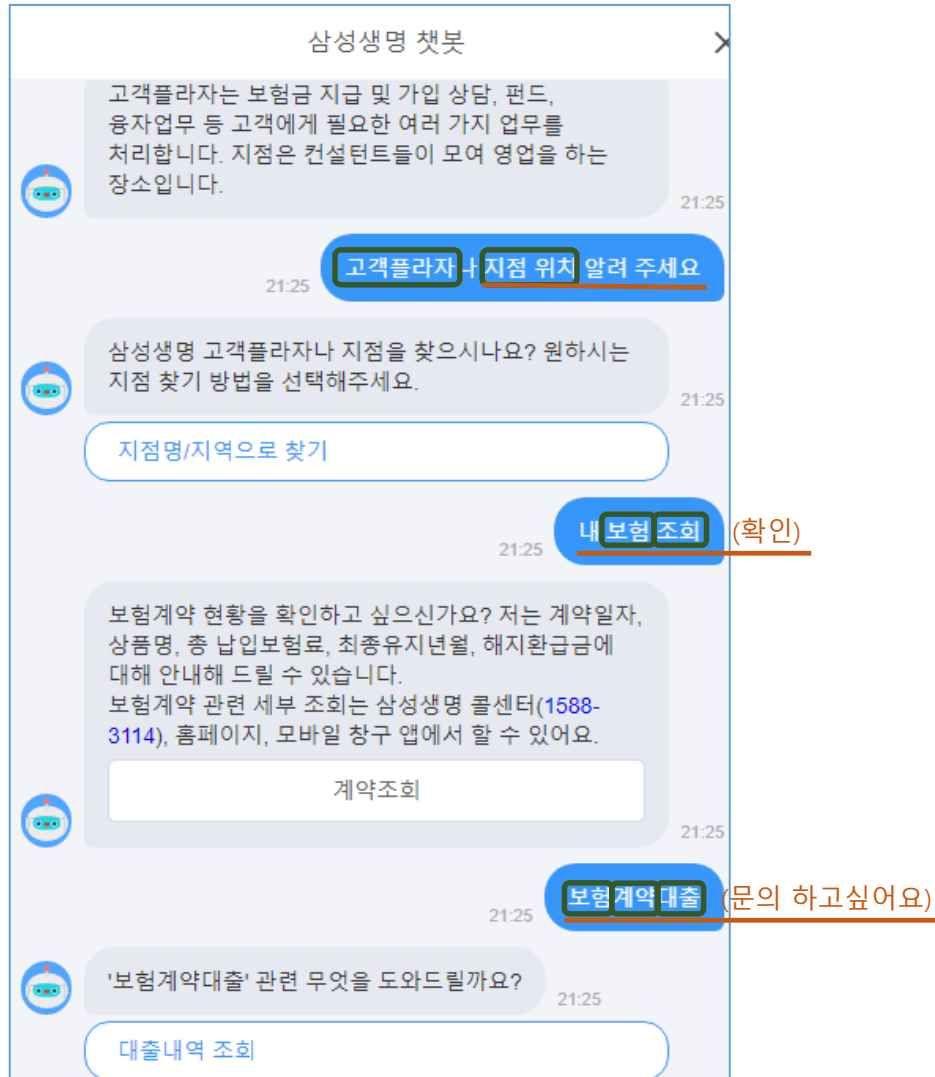 삼성생명 챗봇
고객플라자는 보험금 지급 및 가입 상담, 펀드,
융자업무 등 고객에게 필요한 여러 가지 업무를
처리합니다. 지점은 컨설턴트들이 모여 영업을 하는
장소입니다.
21:25
고객플라자나 지점 위치 알려 주세요
21:25
삼성생명 고객플라자나 지점을 찾으시나요? 원하시는
지점 찾기 방법을 선택해주세요.
21:25
지점명/지역으로 찾기
내 보험 조회 (확인)
21:25
보험계약 현황을 확인하고 싶으신가요? 저는 계약일자,
상품명, 총 납입보험료, 최종유지년월, 해지환급금에
대해 안내해 드릴 수 있습니다.
보험계약 관련 세부 조회는 삼성생명 콜센터(1588-
3114), 홈페이지, 모바일 창구 앱에서 할 수 있어요.
계약조회
21:25
보험계약대출 (문의 하고싶어요)
21:25
'보험계약대출' 관련 무엇을 도와드릴까요?
21:25
대출내역 조회